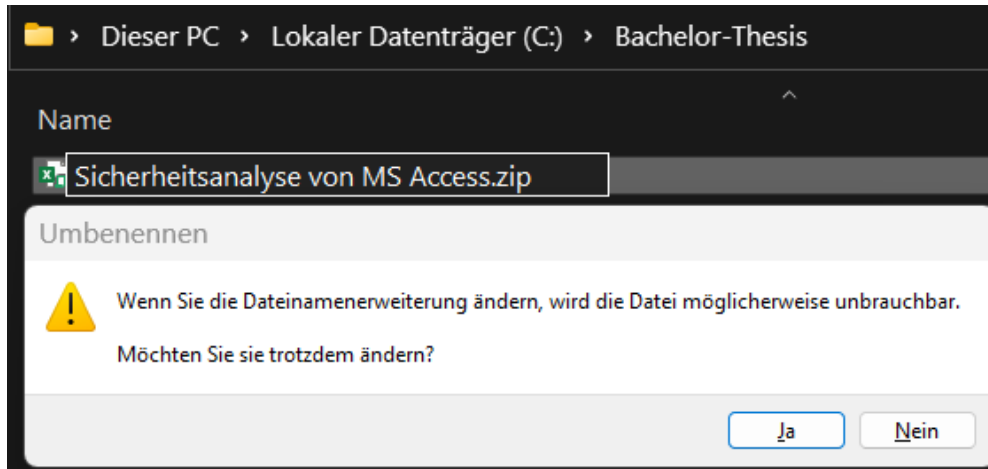 Dieser PC > Lokaler Datenträger (C:) > Bachelor-Thesis
Name
Sicherheitsanalyse von MS Access.zip
Umbenennen
Wenn Sie die Dateinamenerweiterung ändern, wird die Datei möglicherweise unbrauchbar.
Möchten Sie sie trotzdem ändern?
Ja Nein